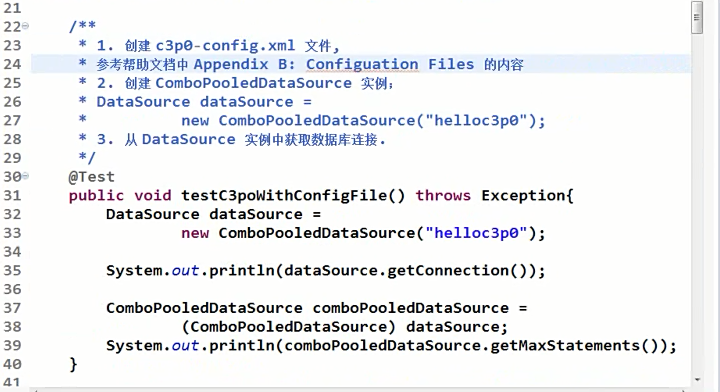 21
22 /**
23 * 1. 创建 c3p0-config.xml 文件,
24 * 参考帮助文档中 Appendix B: Configuation Files 的内容
25 * 2. 创建 ComboPooledDataSource 实例;
26 * DataSource dataSource =
27 * new ComboPooledDataSource("helloc3p0");
28 * 3. 从 DataSource 实例中获取数据库连接.
29 */
30 @Test
31 public void testC3poWithConfigFile() throws Exception{
32 DataSource dataSource =
33 new ComboPooledDataSource("helloc3p0");
34
35 System.out.println(dataSource.getConnection());
36
37 ComboPooledDataSource comboPooledDataSource =
38 (ComboPooledDataSource) dataSource;
39 System.out.println(comboPooledDataSource.getMaxStatements());
40 }
41